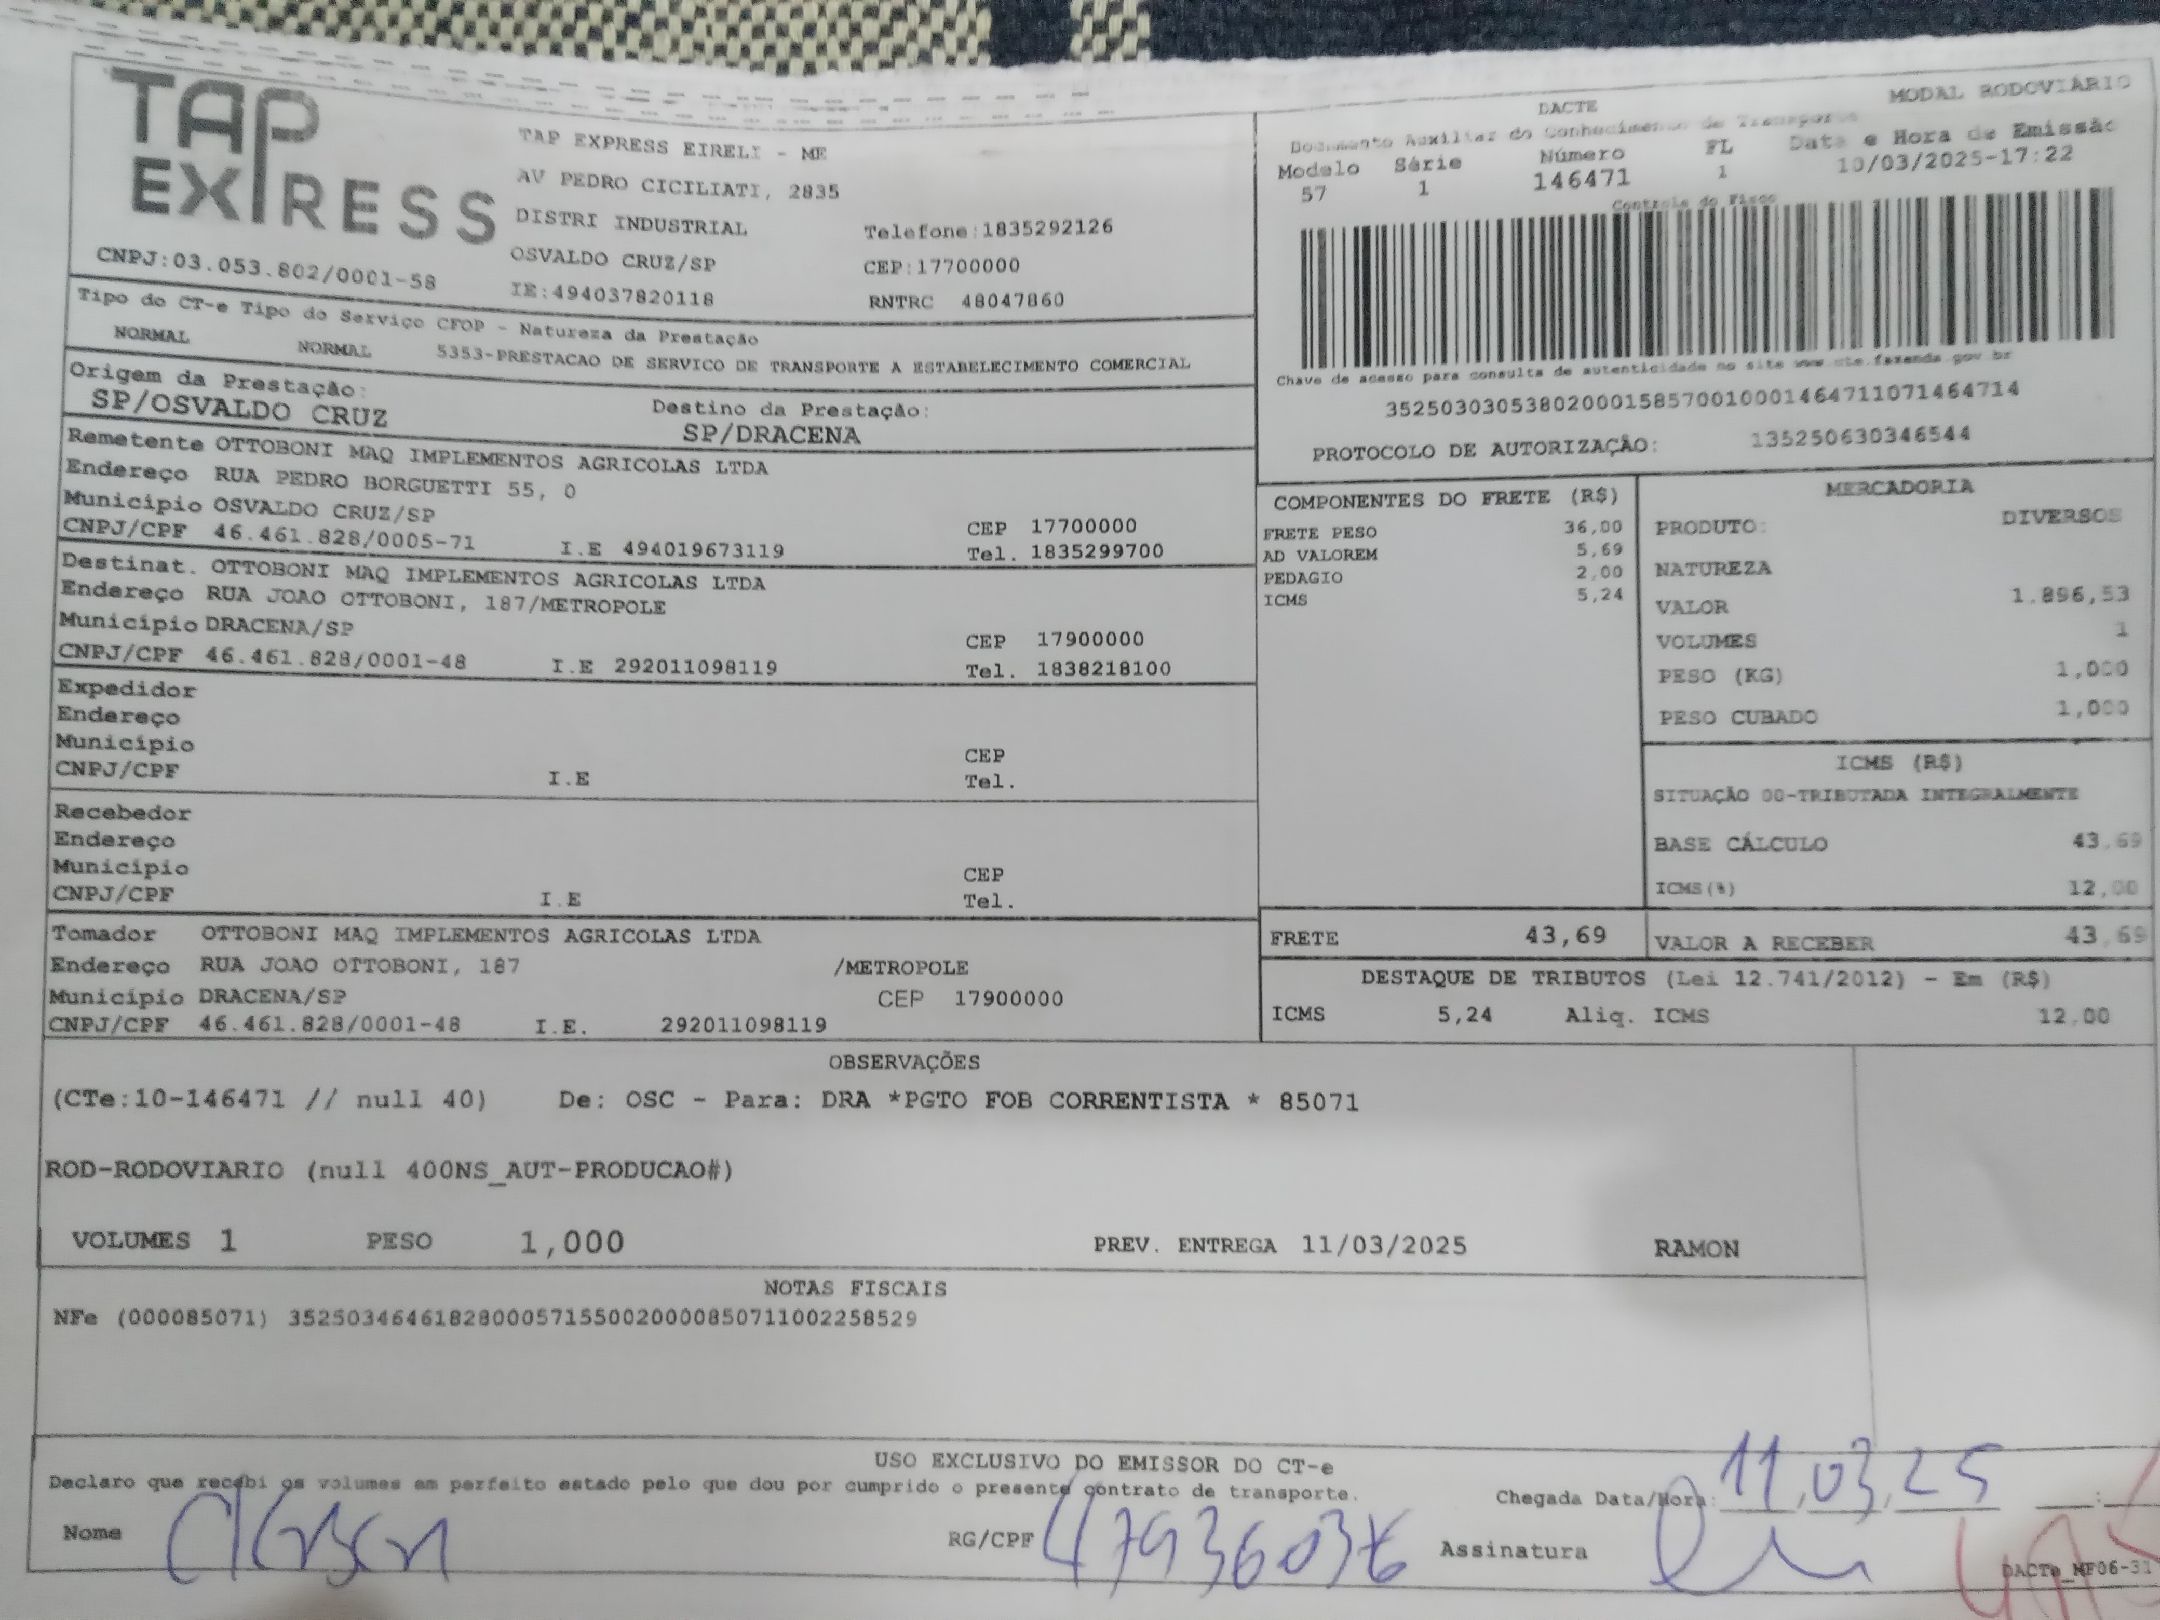 TAP EXPRESS
TAP EXPRESS EIRELI - ME
AV PEDRO CICILIATI, 2835
DISTRI INDUSTRIAL Telefone:1835292126
OSVALDO CRUZ/SP CEP:17700000
CNPJ:03.053.802/0001-58 IE:494037820118 RNTRC 48047860
MODAL RODOVIÁRIO
DACTE
Documento Auxiliar do Conhecimento de Transporte
Modelo Série Número FL Data e Hora de Emissão
57 1 146471 1 10/03/2025-17:22
Controle do Fisco
Chave de acesso para consulta de autenticidade no site www.cte.fazenda.gov.br
35250303053802000158570010001464711071464714
PROTOCOLO DE AUTORIZAÇÃO: 135250630346544
Tipo do CT-e Tipo do Serviço CFOP - Natureza da Prestação
NORMAL NORMAL 5353-PRESTACAO DE SERVICO DE TRANSPORTE A ESTABELECIMENTO COMERCIAL
Origem da Prestação: Destino da Prestação:
SP/OSVALDO CRUZ SP/DRACENA
Remetente OTTOBONI MAQ IMPLEMENTOS AGRICOLAS LTDA
Endereço RUA PEDRO BORGUETTI 55, 0
Município OSVALDO CRUZ/SP CEP 17700000
CNPJ/CPF 46.461.828/0005-71 I.E 494019673119 Tel. 1835299700
Destinat. OTTOBONI MAQ IMPLEMENTOS AGRICOLAS LTDA
Endereço RUA JOAO OTTOBONI, 187/METROPOLE
Município DRACENA/SP CEP 17900000
CNPJ/CPF 46.461.828/0001-48 I.E 292011098119 Tel. 1838218100
Expedidor
Endereço
Município CEP
CNPJ/CPF I.E Tel.
Recebedor
Endereço
Município CEP
CNPJ/CPF I.E Tel.
Tomador OTTOBONI MAQ IMPLEMENTOS AGRICOLAS LTDA
Endereço RUA JOAO OTTOBONI, 187 /METROPOLE
Município DRACENA/SP CEP 17900000
CNPJ/CPF 46.461.828/0001-48 I.E. 292011098119
COMPONENTES DO FRETE (R$)
FRETE PESO 36,00
AD VALOREM 5,69
PEDAGIO 2,00
ICMS 5,24
MERCADORIA
PRODUTO: DIVERSOS
NATUREZA
VALOR 1.896,53
VOLUMES 1
PESO (KG) 1,000
PESO CUBADO 1,000
ICMS (R$)
SITUAÇÃO 00-TRIBUTADA INTEGRALMENTE
BASE CÁLCULO 43,69
ICMS(%) 12,00
FRETE 43,69 VALOR A RECEBER 43,69
DESTAQUE DE TRIBUTOS (Lei 12.741/2012) - Em (R$)
ICMS 5,24 Aliq. ICMS 12,00
OBSERVAÇÕES
(CTe:10-146471 // null 40) De: OSC - Para: DRA *PGTO FOB CORRENTISTA * 85071
ROD-RODOVIARIO (null 400NS_AUT-PRODUCAO#)
VOLUMES 1 PESO 1,000 PREV. ENTREGA 11/03/2025 RAMON
NOTAS FISCAIS
NFe (000085071) 35250346461828000571550020000850711002258529
USO EXCLUSIVO DO EMISSOR DO CT-e
Declaro que recebi os volumes em perfeito estado pelo que dou por cumprido o presente contrato de transporte.
Chegada Data/Hora: 11,03,25
Nome RG/CPF 47936036 Assinatura
DACTe_MF06-31